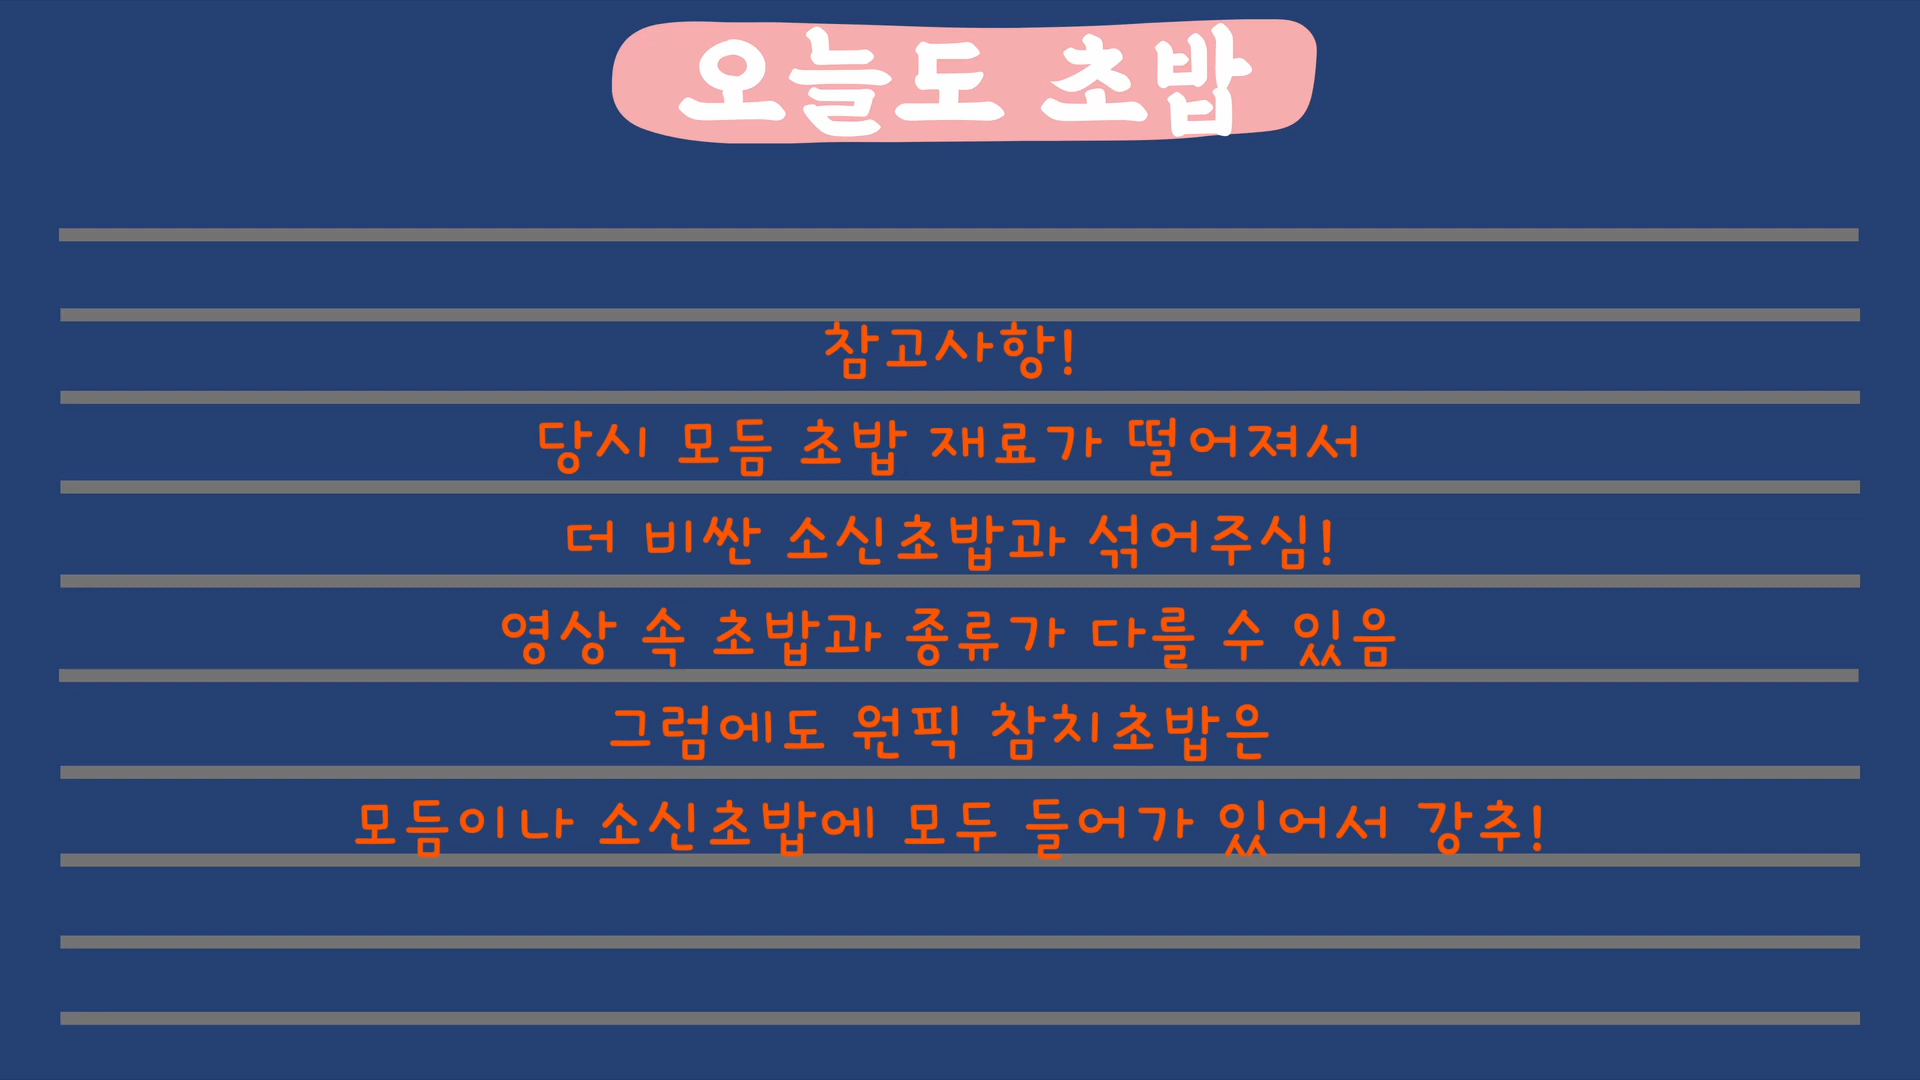 오늘도 초밥
참고사항!
당시 모듬 초밥 재료가 떨어져서
더 비싼 소신초밥과 섞어주심!
영상 속 초밥과 종류가 다를 수 있음
그럼에도 원픽 참치초밥은
모듬이나 소신초밥에 모두 들어가 있어서 강추!